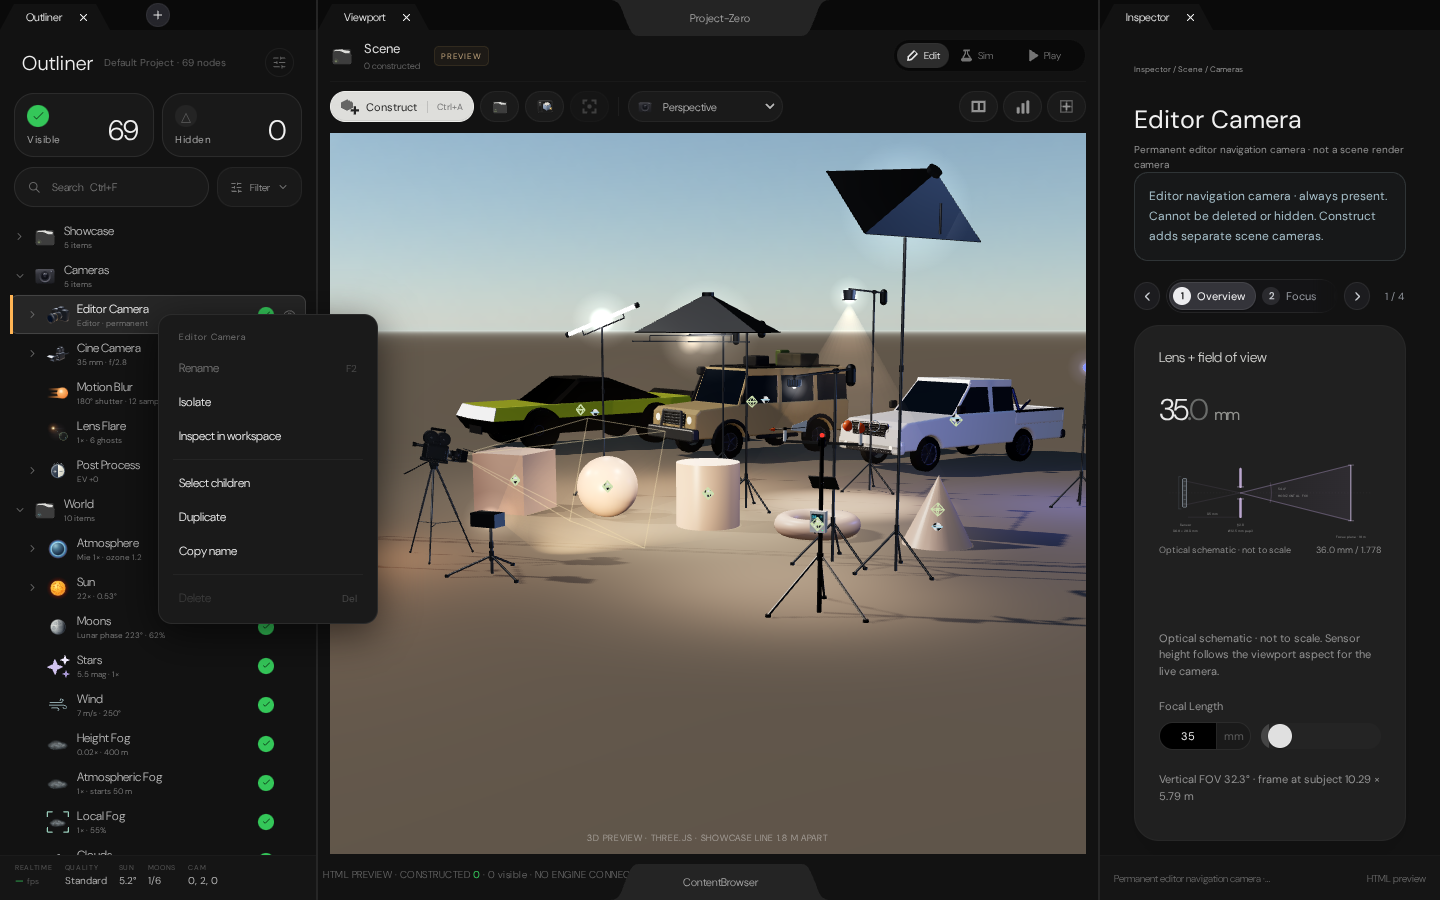 Outliner
Viewport
Project-Zero
Inspector
Outliner
Default Project · 69 nodes
Visible
69
Hidden
0
Search Ctrl+F
Filter
Showcase
5 items
Cameras
5 items
Editor Camera
Editor · permanent
Cine Camera
35 mm · f/2.8
Motion Blur
180° shutter · 12 samp
Lens Flare
1× · 6 ghosts
Post Process
EV +0
World
10 items
Atmosphere
Mie 1× · ozone 1.2
Sun
22× · 0.53°
Moons
Lunar phase 223° · 62%
Stars
5.5 mag · 1×
Wind
7 m/s · 250°
Height Fog
0.02× · 400 m
Atmospheric Fog
1× · starts 50 m
Local Fog
1× · 55%
Clouds
REALTIME
— fps
QUALITY
Standard
SUN
5.2°
MOONS
1/6
CAM
0, 2, 0
Editor Camera
Rename F2
Isolate
Inspect in workspace
Select children
Duplicate
Copy name
Delete Del
Scene
0 constructed
PREVIEW
Edit
Sim
Play
Construct Ctrl+A
Perspective
3D PREVIEW · THREE.JS · SHOWCASE LINE 1.8 M APART
HTML PREVIEW · CONSTRUCTED 0 · 0 visible · NO ENGINE CONNEC
ContentBrowser
Inspector / Scene / Cameras
Editor Camera
Permanent editor navigation camera · not a scene render
camera
Editor navigation camera · always present.
Cannot be deleted or hidden. Construct
adds separate scene cameras.
1 Overview
2 Focus
1 / 4
Lens + field of view
35.0 mm
Optical schematic · not to scale
36.0 mm / 1.778
Optical schematic · not to scale. Sensor
height follows the viewport aspect for the
live camera.
Focal Length
35 mm
Vertical FOV 32.3° · frame at subject 10.29 ×
5.79 m
Permanent editor navigation camera ·...
HTML preview